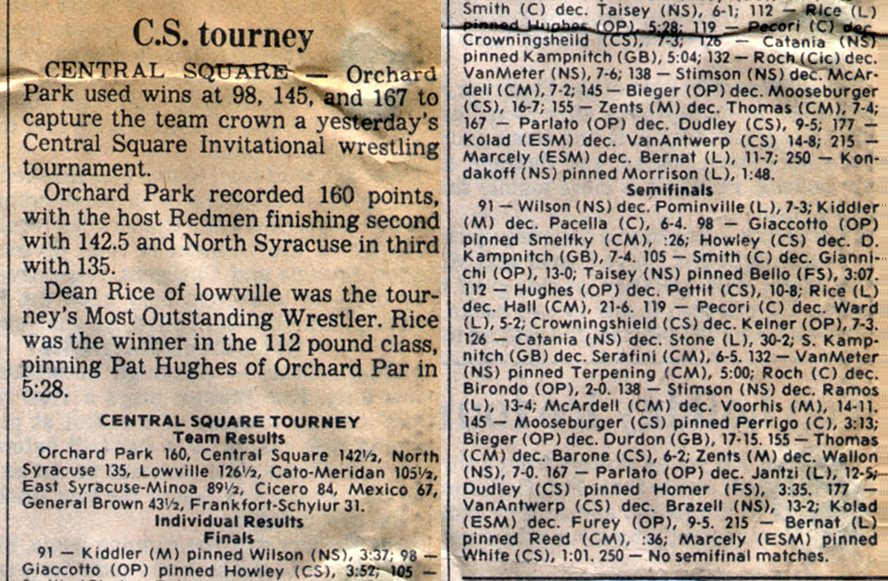 C.S. tourney
CENTRAL SQUARE — Orchard
Park used wins at 98, 145, and 167 to
capture the team crown a yesterday's
Central Square Invitational wrestling
tournament.
Orchard Park recorded 160 points,
with the host Redmen finishing second
with 142.5 and North Syracuse in third
with 135.
Dean Rice of lowville was the tour-
ney's Most Outstanding Wrestler. Rice
was the winner in the 112 pound class,
pinning Pat Hughes of Orchard Par in
5:28.
CENTRAL SQUARE TOURNEY
Team Results
Orchard Park 160, Central Square 142½, North
Syracuse 135, Lowville 126½, Cato-Meridan 105½,
East Syracuse-Minoa 89½, Cicero 84, Mexico 67,
General Brown 43½, Frankfort-Schylur 31.
Individual Results
Finals
91 — Kiddler (M) pinned Wilson (NS), 3:37; 98 —
Giaccotto (OP) pinned Howley (CS), 3:52; 105 —
Smith (C) dec. Taisey (NS), 6-1; 112 — Rice (L)
pinned Hughes (OP), 5:28; 119 — Pecori (C) dec.
Crowningsheild (CS), 7-3; 126 — Catania (NS)
pinned Kampnitch (GB), 5:04; 132 — Roch (Cic) dec.
VanMeter (NS), 7-6; 138 — Stimson (NS) dec. McAr-
dell (CM), 7-2; 145 — Bieger (OP) dec. Mooseburger
(CS), 16-7; 155 — Zents (M) dec. Thomas (CM), 7-4;
167 — Parlato (OP) dec. Dudley (CS), 9-5; 177 —
Kolad (ESM) dec. VanAntwerp (CS) 14-8; 215 —
Marcely (ESM) dec. Bernat (L), 11-7; 250 — Kon-
dakoff (NS) pinned Morrison (L), 1:48.
Semifinals
91 — Wilson (NS) dec. Pominville (L), 7-3; Kiddler
(M) dec. Pacella (C), 6-4. 98 — Giaccotto (OP)
pinned Smelfky (CM), :26; Howley (CS) dec. D.
Kampnitch (GB), 7-4. 105 — Smith (C) dec. Gianni-
chi (OP), 13-0; Taisey (NS) pinned Bello (FS), 3:07.
112 — Hughes (OP) dec. Pettit (CS), 10-8; Rice (L)
dec. Hall (CM), 21-6. 119 — Pecori (C) dec. Ward
(L), 5-2; Crowningshield (CS) dec. Kelner (OP), 7-3.
126 — Catania (NS) dec. Stone (L), 30-2; S. Kamp-
nitch (GB) dec. Serafini (CM), 6-5. 132 — VanMeter
(NS) pinned Terpening (CM), 5:00; Roch (C) dec.
Birondo (OP), 2-0. 138 — Stimson (NS) dec. Ramos
(L), 13-4; McArdell (CM) dec. Voorhis (M), 14-11.
145 — Mooseburger (CS) pinned Perrigo (C), 3:13;
Bieger (OP) dec. Durdon (GB), 17-15. 155 — Thomas
(CM) dec. Barone (CS), 6-2; Zents (M) dec. Wallon
(NS), 7-0. 167 — Parlato (OP) dec. Jantzi (L), 12-5;
Dudley (CS) pinned Homer (FS), 3:35. 177 —
VanAntwerp (CS) dec. Brazell (NS), 13-2; Kolad
(ESM) dec. Furey (OP), 9-5. 215 — Bernat (L)
pinned Reed (CM), :36; Marcely (ESM) pinned
White (CS), 1:01. 250 — No semifinal matches.